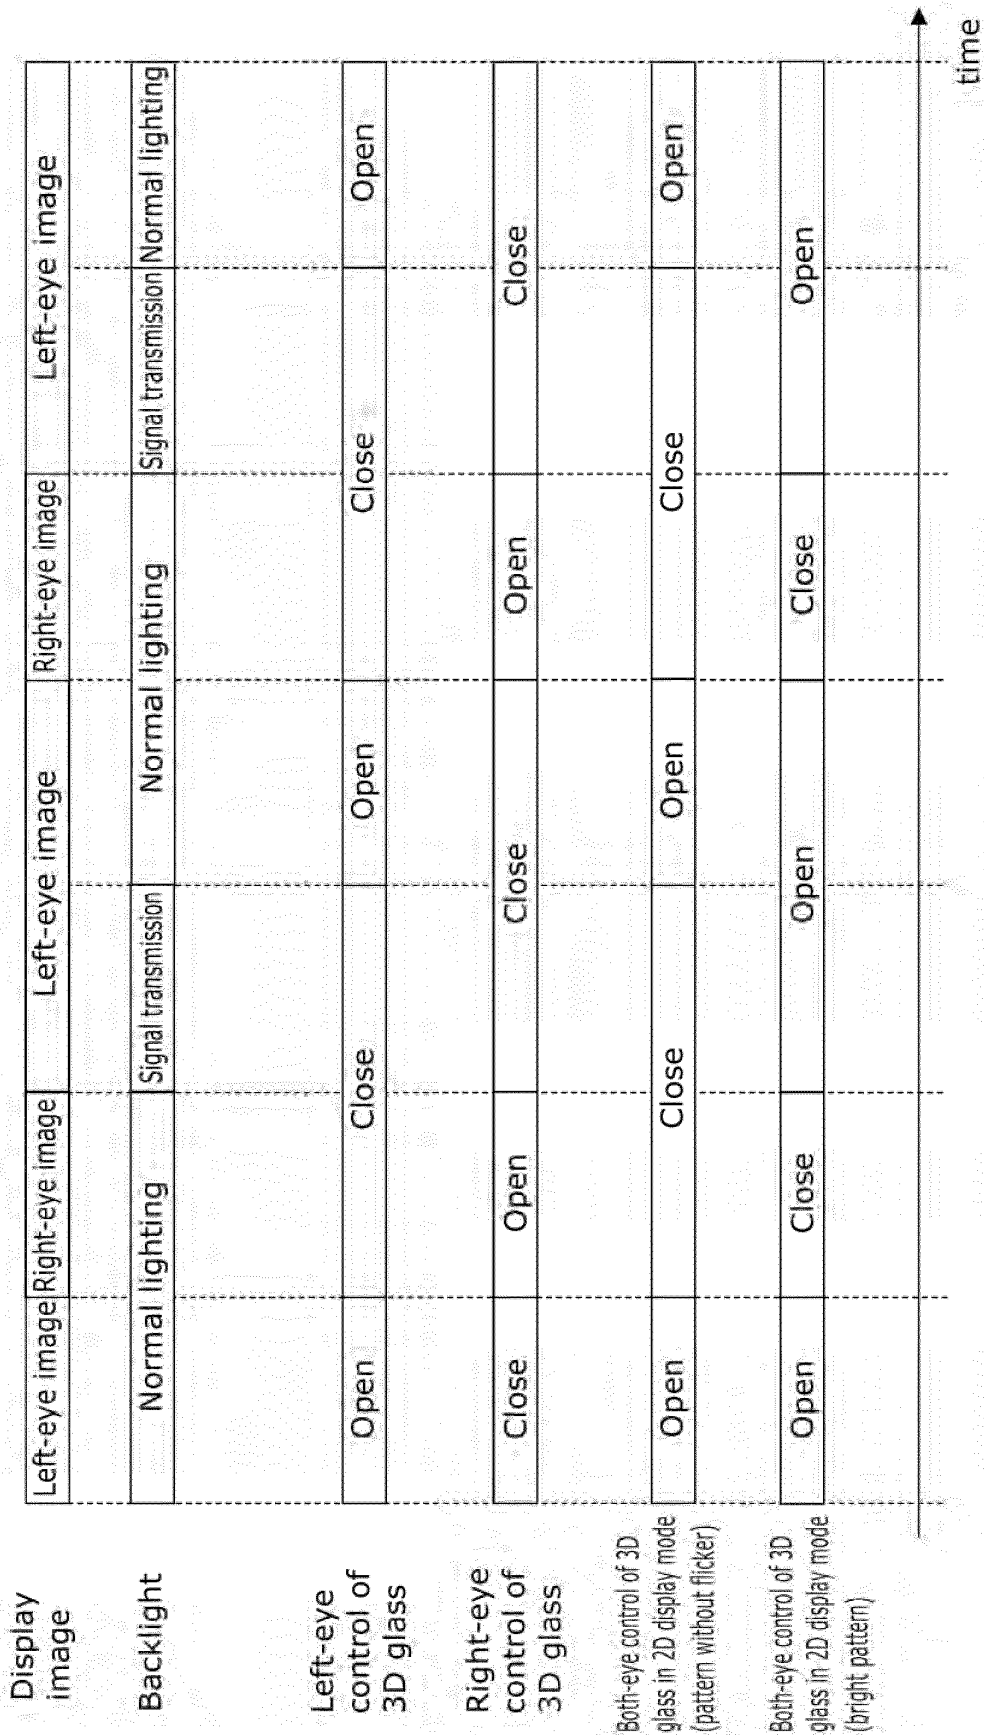 Display
image
Left-eye image
Right-eye image
Left-eye image
Right-eye image
Left-eye image
Backlight
Normal lighting
Signal transmission
Normal lighting
Signal transmission
Normal lighting
Left-eye
control of
3D glass
Open
Close
Open
Close
Open
Right-eye
control of
3D glass
Close
Open
Close
Open
Close
Both-eye control of 3D
glass in 2D display mode
(pattern without flicker)
Open
Close
Open
Close
Open
Both-eye control of 3D
glass in 2D display mode
(bright pattern)
Open
Close
Open
Close
Open
time